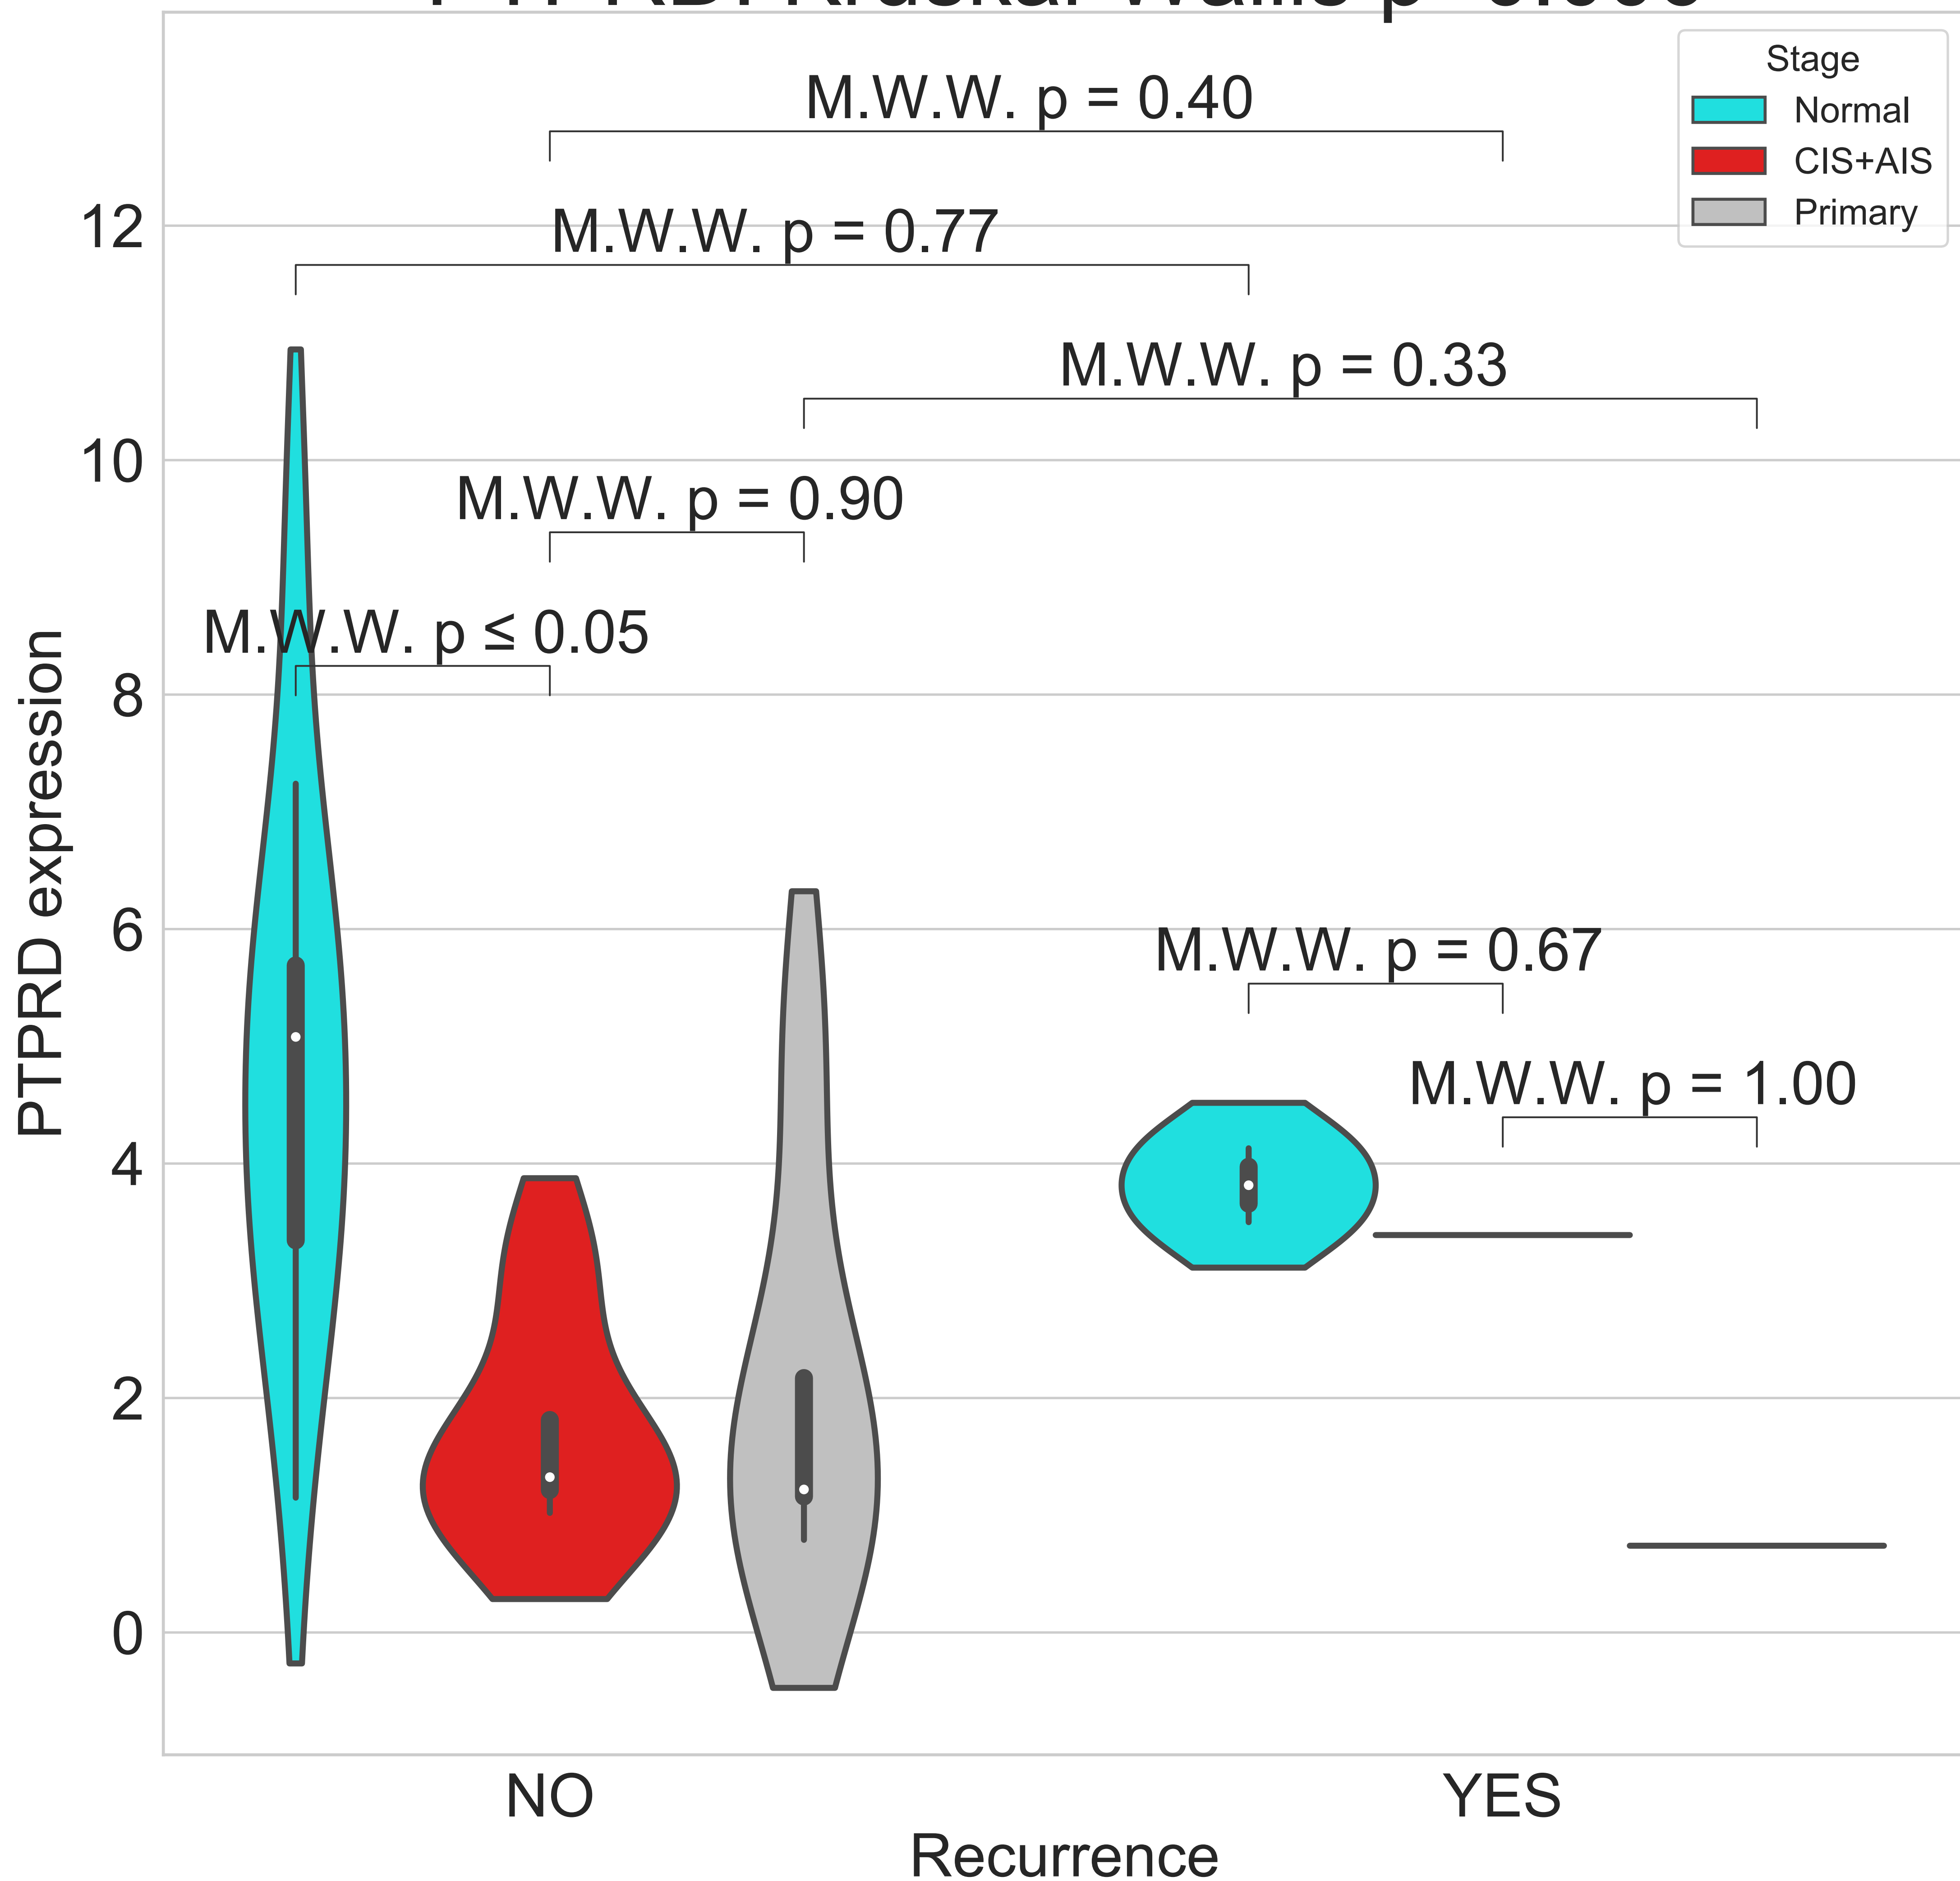 Stage
Normal
CIS+AIS
Primary
M.W.W. p = 0.40
M.W.W. p = 0.77
M.W.W. p = 0.33
M.W.W. p = 0.90
M.W.W. p ≤ 0.05
M.W.W. p = 0.67
M.W.W. p = 1.00
12
10
8
6
4
2
0
PTPRD expression
NO
YES
Recurrence